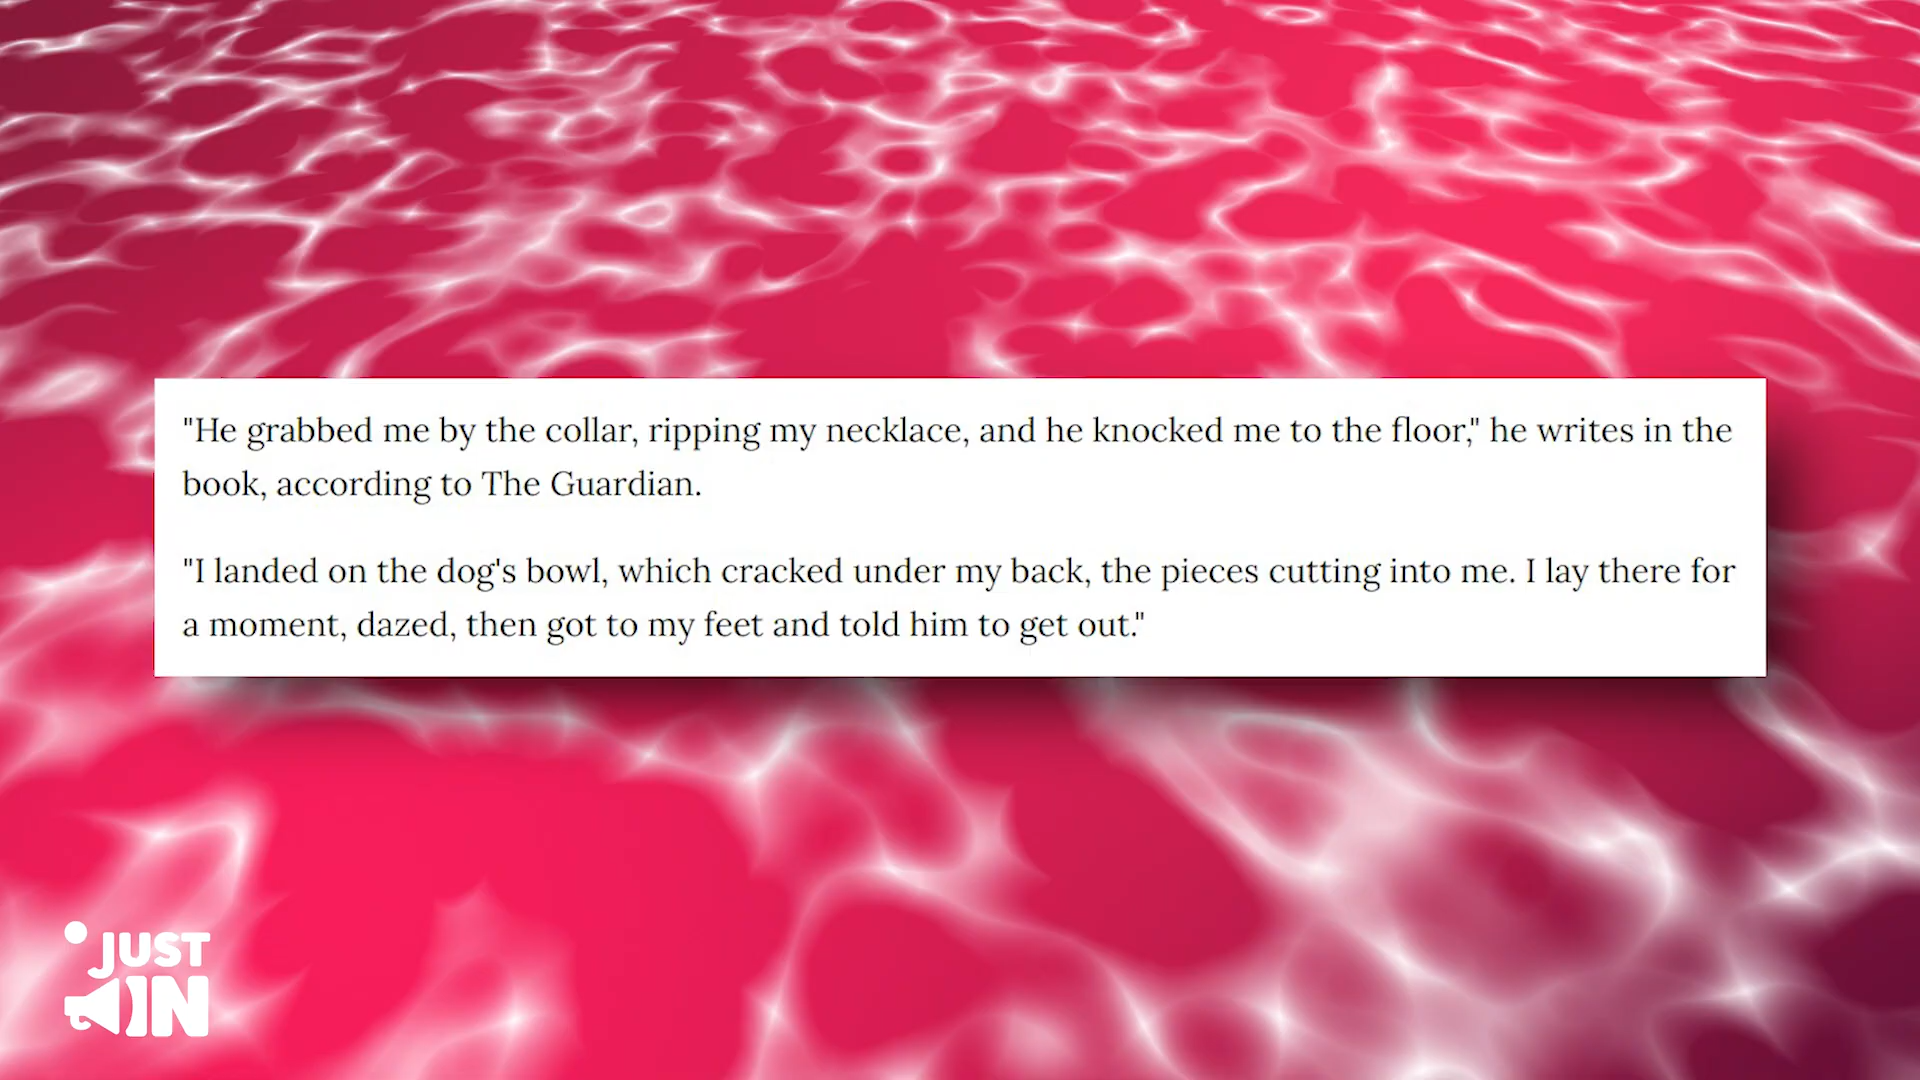 "He grabbed me by the collar, ripping my necklace, and he knocked me to the floor," he writes in the
book, according to The Guardian.
"I landed on the dog's bowl, which cracked under my back, the pieces cutting into me. I lay there for
a moment, dazed, then got to my feet and told him to get out."
JUST
IN